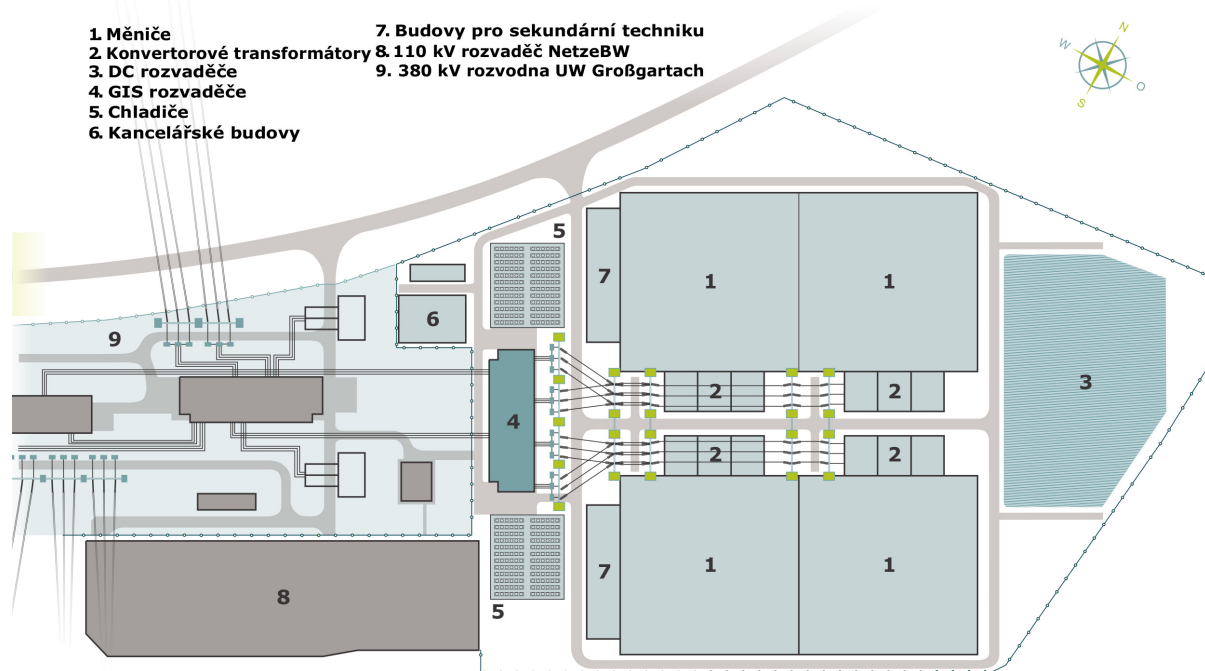 1. Měniče
2. Konvertorové transformátory
3. DC rozvaděče
4. GIS rozvaděče
5. Chladiče
6. Kancelářské budovy
7. Budovy pro sekundární techniku
8. 110 kV rozvaděč NetzeBW
9. 380 kV rozvodna UW Großgartach
N
W
O
S
5
7
1
1
6
9
2
2
3
4
2
2
7
1
1
8
5